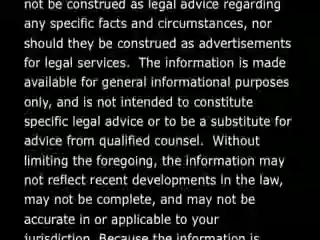 not be construed as legal advice regarding
any specific facts and circumstances, nor
should they be construed as advertisements
for legal services.  The information is made
available for general informational purposes
only, and is not intended to constitute
specific legal advice or to be a substitute for
advice from qualified counsel.  Without
limiting the foregoing, the information may
not reflect recent developments in the law,
may not be complete, and may not be
accurate in or applicable to your
jurisdiction. Because the information is